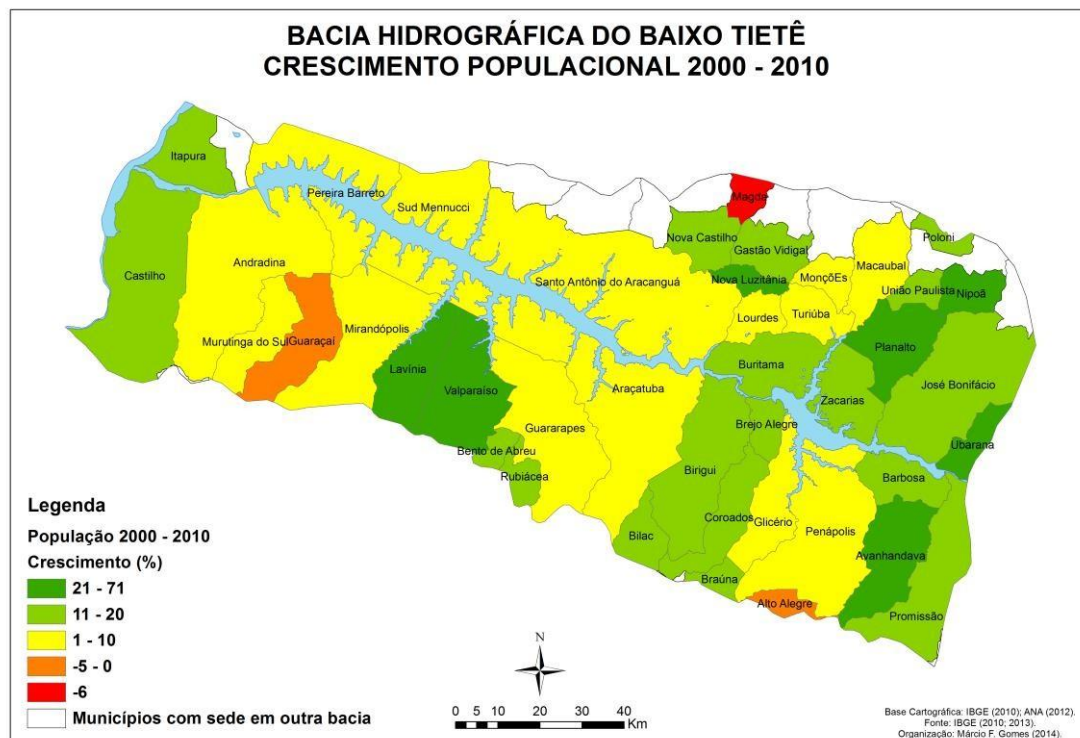 BACIA HIDROGRÁFICA DO BAIXO TIETÊ
CRESCIMENTO POPULACIONAL 2000 - 2010
Itapura
Castilho
Andradina
Pereira Barreto
Sud Mennucci
Murutinga do Sul
Guaraçaí
Mirandópolis
Lavínia
Valparaíso
Bento de Abreu
Rubiácea
Guararapes
Araçatuba
Santo Antônio do Aracanguá
Magda
Nova Castilho
Gastão Vidigal
Nova Luzitânia
MonçõEs
Macaubal
Poloni
União Paulista
Nipoã
Lourdes
Turiúba
Planalto
Buritama
Zacarias
José Bonifácio
Ubarana
Brejo Alegre
Birigui
Coroados
Bilac
Braúna
Glicério
Penápolis
Barbosa
Avanhandava
Alto Alegre
Promissão
Legenda
População 2000 - 2010
Crescimento (%)
21 - 71
11 - 20
1 - 10
-5 - 0
-6
Municípios com sede em outra bacia
N
0 5 10 20 30 40
Km
Base Cartográfica: IBGE (2010); ANA (2012).
Fonte: IBGE (2010; 2013).
Organização: Márcio F. Gomes (2014).